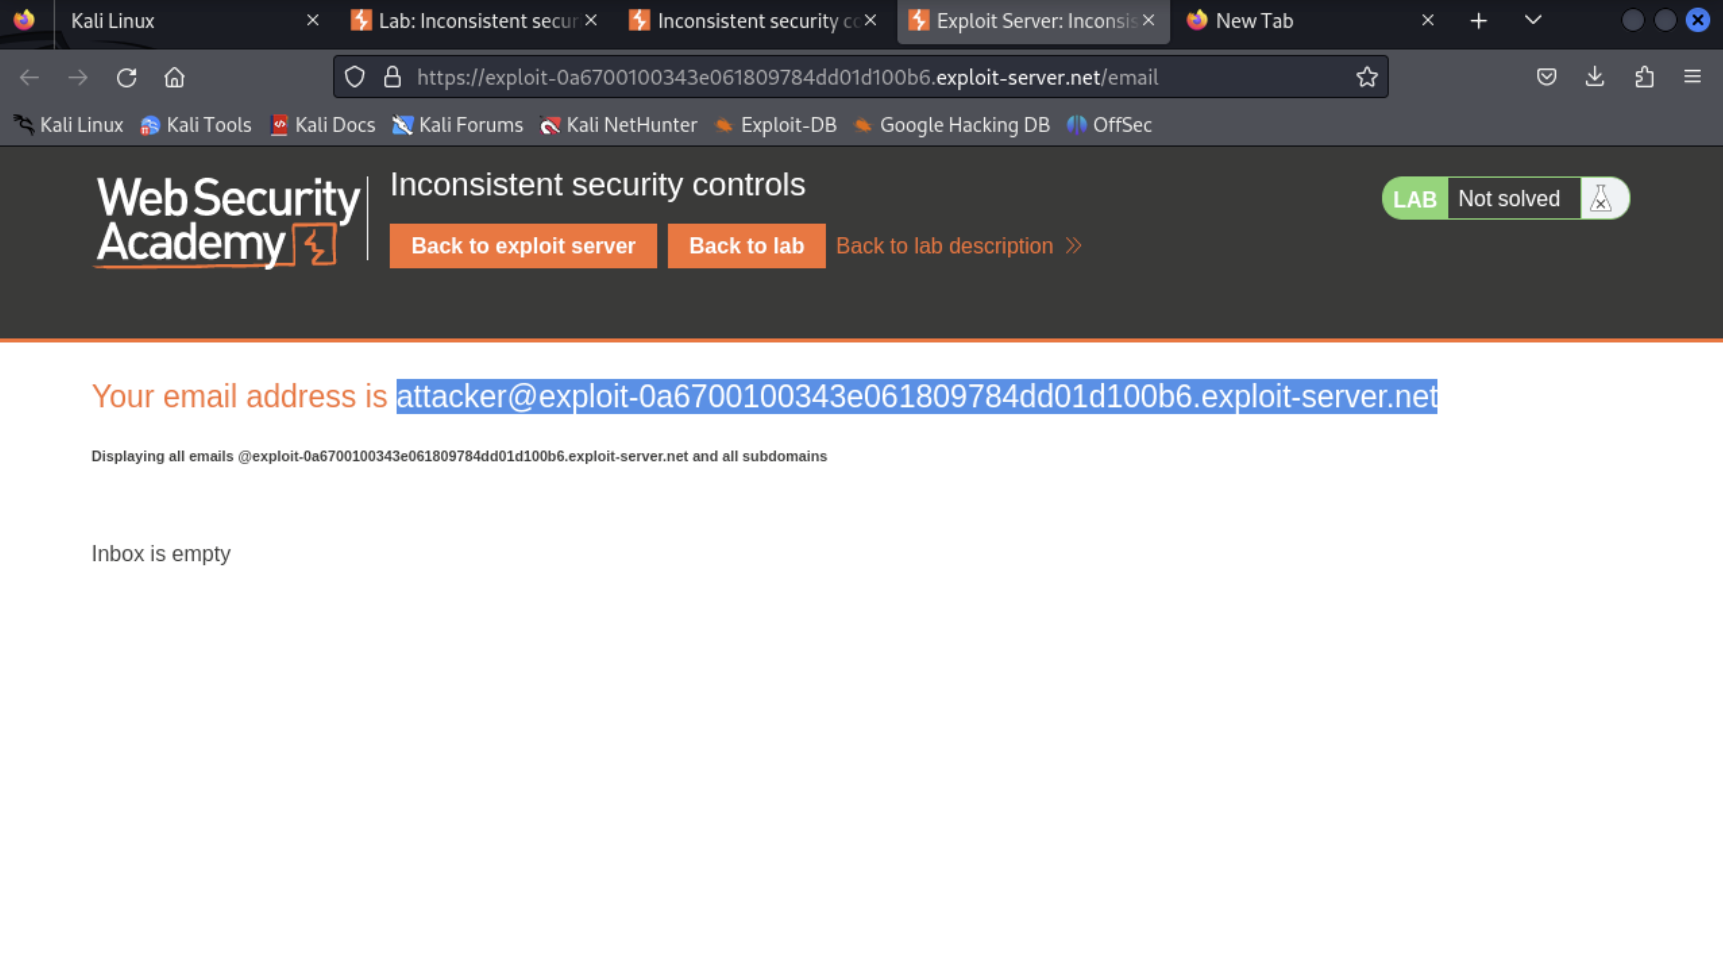 Kali Linux
Lab: Inconsistent secur
Inconsistent security co
Exploit Server: Inconsis
New Tab
https://exploit-0a6700100343e061809784dd01d100b6.exploit-server.net/email
Kali Linux Kali Tools Kali Docs Kali Forums Kali NetHunter Exploit-DB Google Hacking DB OffSec
Web Security
Academy
Inconsistent security controls
Back to exploit server Back to lab Back to lab description
LAB Not solved
Your email address is attacker@exploit-0a6700100343e061809784dd01d100b6.exploit-server.net
Displaying all emails @exploit-0a6700100343e061809784dd01d100b6.exploit-server.net and all subdomains
Inbox is empty